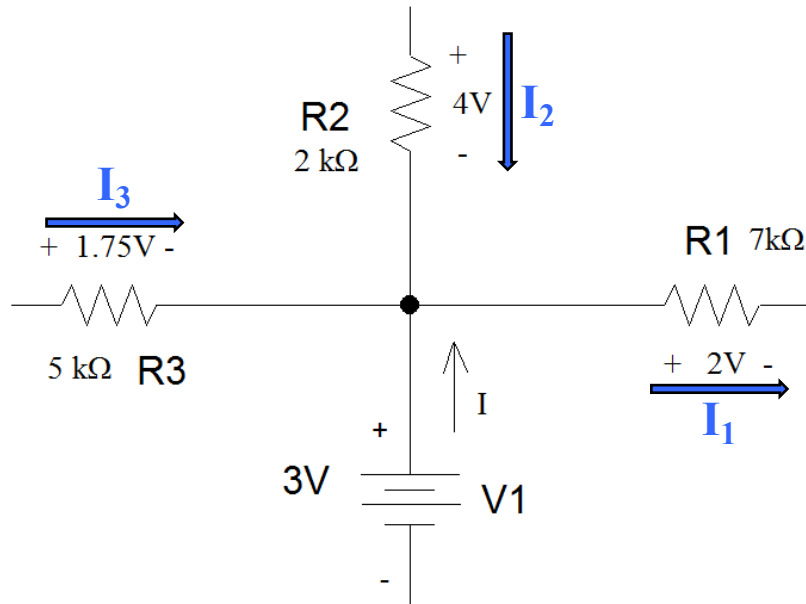 +
R2 4V I₂
2 kΩ -
I₃
+ 1.75V -
R1 7kΩ
5 kΩ R3
+ 2V -
I
I₁
+
3V V1
-